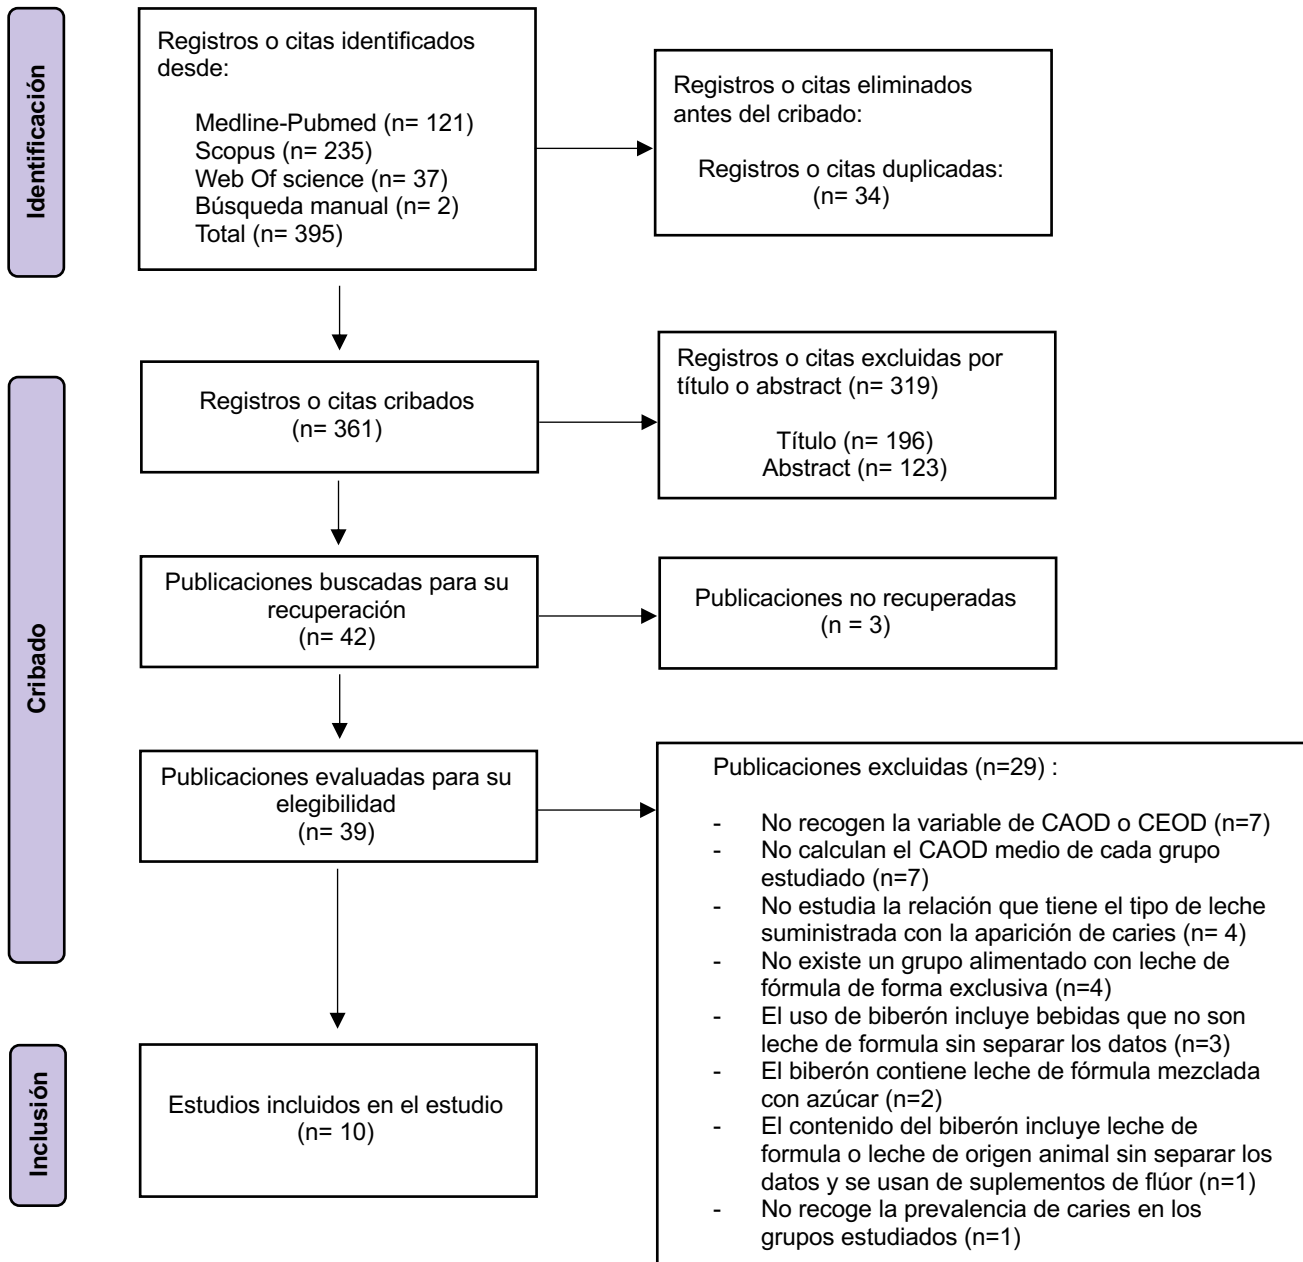 Identificación
Registros o citas identificados
desde:
Medline-Pubmed (n= 121)
Scopus (n= 235)
Web Of science (n= 37)
Búsqueda manual (n= 2)
Total (n= 395)
Registros o citas eliminados
antes del cribado:
Registros o citas duplicadas:
(n= 34)
Cribado
Registros o citas cribados
(n= 361)
Registros o citas excluidas por
título o abstract (n= 319)
Título (n= 196)
Abstract (n= 123)
Publicaciones buscadas para su
recuperación
(n= 42)
Publicaciones no recuperadas
(n = 3)
Publicaciones evaluadas para su
elegibilidad
(n= 39)
Publicaciones excluidas (n=29) :
- No recogen la variable de CAOD o CEOD (n=7)
- No calculan el CAOD medio de cada grupo
estudiado (n=7)
- No estudia la relación que tiene el tipo de leche
suministrada con la aparición de caries (n= 4)
- No existe un grupo alimentado con leche de
fórmula de forma exclusiva (n=4)
- El uso de biberón incluye bebidas que no son
leche de formula sin separar los datos (n=3)
- El biberón contiene leche de fórmula mezclada
con azúcar (n=2)
- El contenido del biberón incluye leche de
formula o leche de origen animal sin separar los
datos y se usan de suplementos de flúor (n=1)
- No recoge la prevalencia de caries en los
grupos estudiados (n=1)
Inclusión
Estudios incluidos en el estudio
(n= 10)